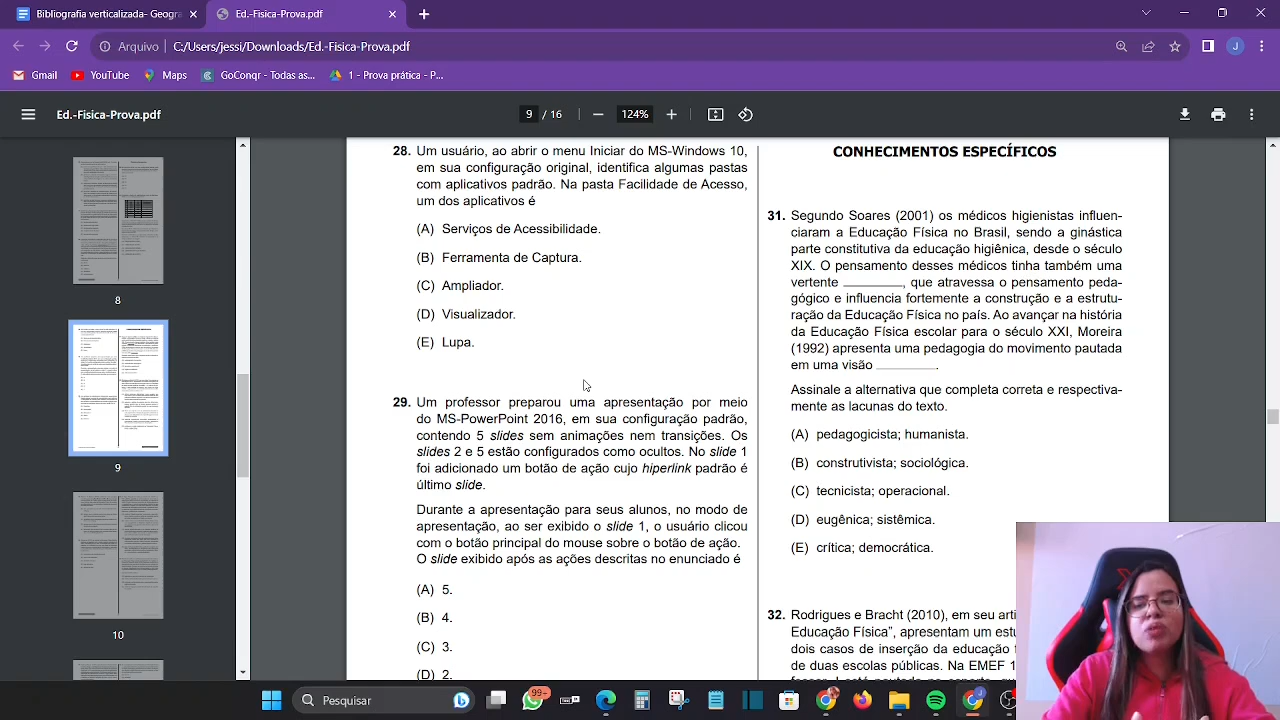 Bibliografia verticalizada- Geogra
Ed.-Fisica-Prova.pdf
Arquivo
C:/Users/jessi/Downloads/Ed.-Fisica-Prova.pdf
J
Gmail
YouTube
Maps
GoConqr - Todas as...
1 - Prova prática - P...
Ed.-Fisica-Prova.pdf
9 / 16
124%
8
9
10
28. Um usuário, ao abrir o menu Iniciar do MS-Windows 10,
em sua configuração original, identifica algumas pastas
com aplicativos padrão. Na pasta Facilidade de Acesso,
um dos aplicativos é
(A) Serviços de Acessibilidade.
(B) Ferramenta de Captura.
(C) Ampliador.
(D) Visualizador.
(E) Lupa.
29. Um professor criou uma apresentação por meio
do MS-PowerPoint 2016, em sua configuração padrão,
contendo 5 slides sem animações nem transições. Os
slides 2 e 5 estão configurados como ocultos. No slide 1
foi adicionado um botão de ação cujo hiperlink padrão é
último slide.
Durante a apresentação para seus alunos, no modo de
apresentação, ao ser exibido o slide 1, o usuário clicou
com o botão principal do mouse sobre o botão de ação.
O slide exibido após as ações descritas no enunciado é
(A) 5.
(B) 4.
(C) 3.
(D) 2.
CONHECIMENTOS ESPECÍFICOS
31. Segundo Soares (2001) os médicos higienistas influen-
ciaram a Educação Física no Brasil, sendo a ginástica
parte constitutiva da educação higiênica, desde o século
XIX. O pensamento desses médicos tinha também uma
vertente ________, que atravessa o pensamento peda-
gógico e influencia fortemente a construção e a estrutu-
ração da Educação Física no país. Ao avançar na história
da Educação Física escolar para o século XXI, Moreira
(1992) apresenta uma pedagogia do movimento pautada
em uma visão ________.
Assinale a alternativa que completa correta e respectiva-
mente as lacunas do texto.
(A) pedagogicista; humanista.
(B) construtivista; sociológica.
(C) tecnicista; operacional.
(D) eugênica; sistêmica.
(E) crítica; democrática.
32. Rodrigues e Bracht (2010), em seu arti
Educação Física”, apresentam um estu
dois casos de inserção da educação f
de duas escolas públicas. Na EMEF 1
Pesquisar
99+